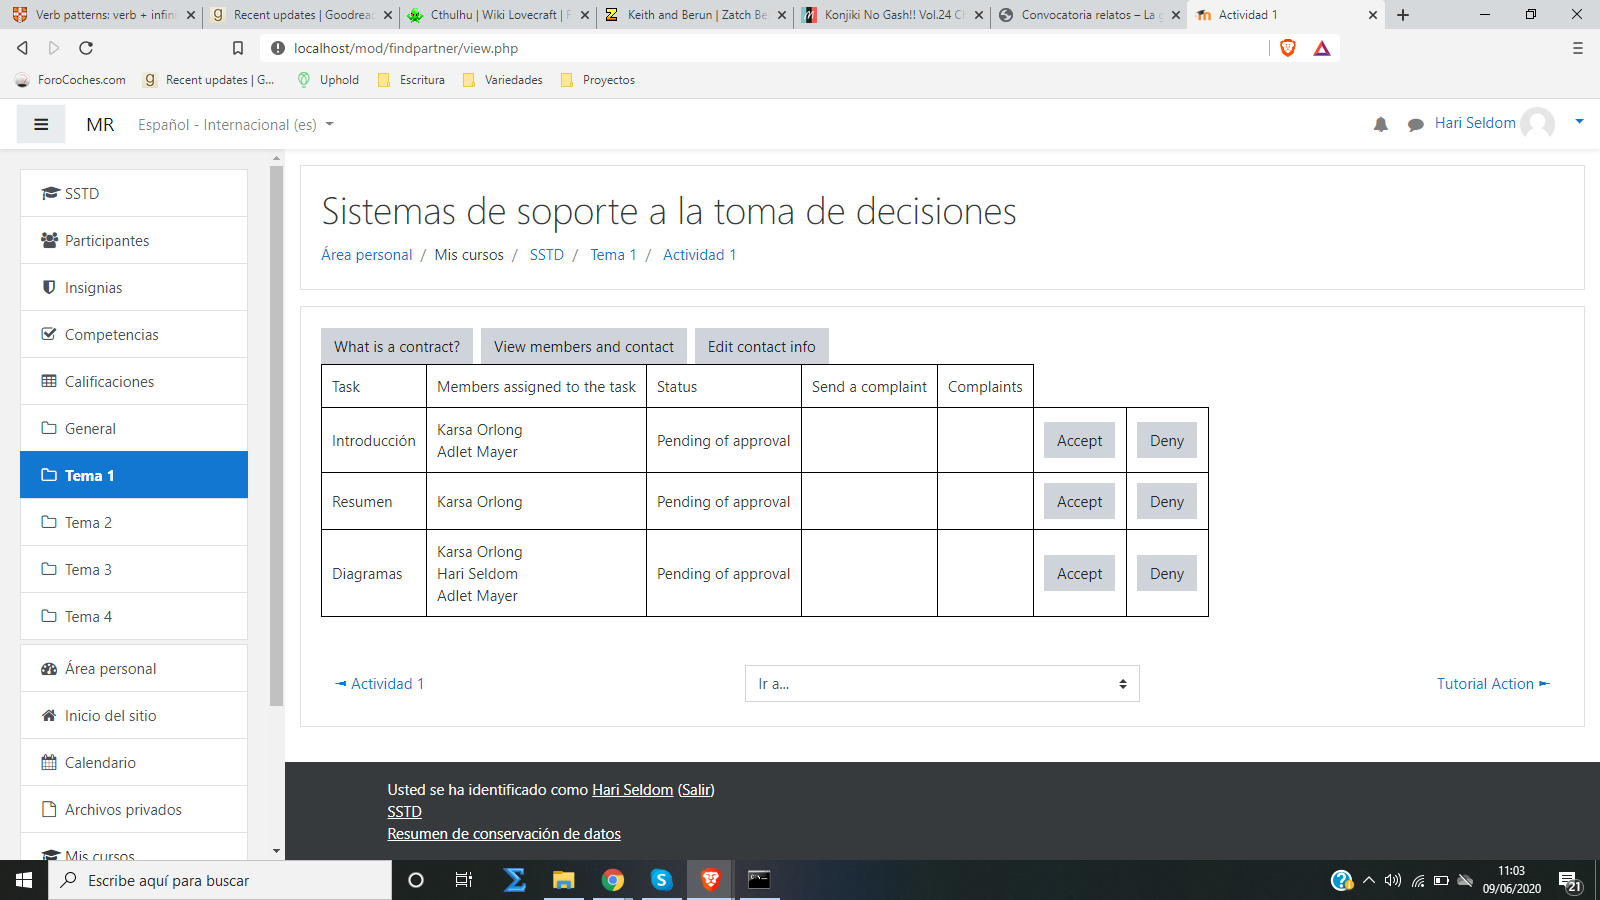 Verb patterns: verb + infin
Recent updates | Goodread
Cthulhu | Wiki Lovecraft | F
Keith and Berun | Zatch Be
Konjiki No Gash!! Vol.24 Ch
Convocatoria relatos – La g
Actividad 1
localhost/mod/findpartner/view.php
ForoCoches.com
Recent updates | G...
Uphold
Escritura
Variedades
Proyectos
MR
Español - Internacional (es)
Hari Seldom
SSTD
Participantes
Insignias
Competencias
Calificaciones
General
Tema 1
Tema 2
Tema 3
Tema 4
Área personal
Inicio del sitio
Calendario
Archivos privados
Mis cursos
Sistemas de soporte a la toma de decisiones
Área personal / Mis cursos / SSTD / Tema 1 / Actividad 1
What is a contract? View members and contact Edit contact info
Task Members assigned to the task Status Send a complaint Complaints
Introducción Karsa Orlong
Adlet Mayer Pending of approval Accept Deny
Resumen Karsa Orlong Pending of approval Accept Deny
Diagramas Karsa Orlong
Hari Seldom
Adlet Mayer Pending of approval Accept Deny
◄ Actividad 1
Ir a...
Tutorial Action ►
Usted se ha identificado como Hari Seldom (Salir)
SSTD
Resumen de conservación de datos
Escribe aquí para buscar
11:03
09/06/2020
21